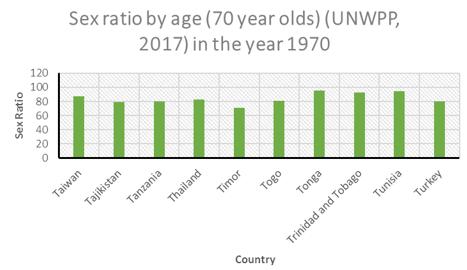 Sex ratio by age (70 year olds) (UNWPP,
2017) in the year 1970
120
100
80
60
40
20
0
Sex Ratio
Taiwan
Tajikistan
Tanzania
Thailand
Timor
Togo
Tonga
Trinidad and Tobago
Tunisia
Turkey
Country